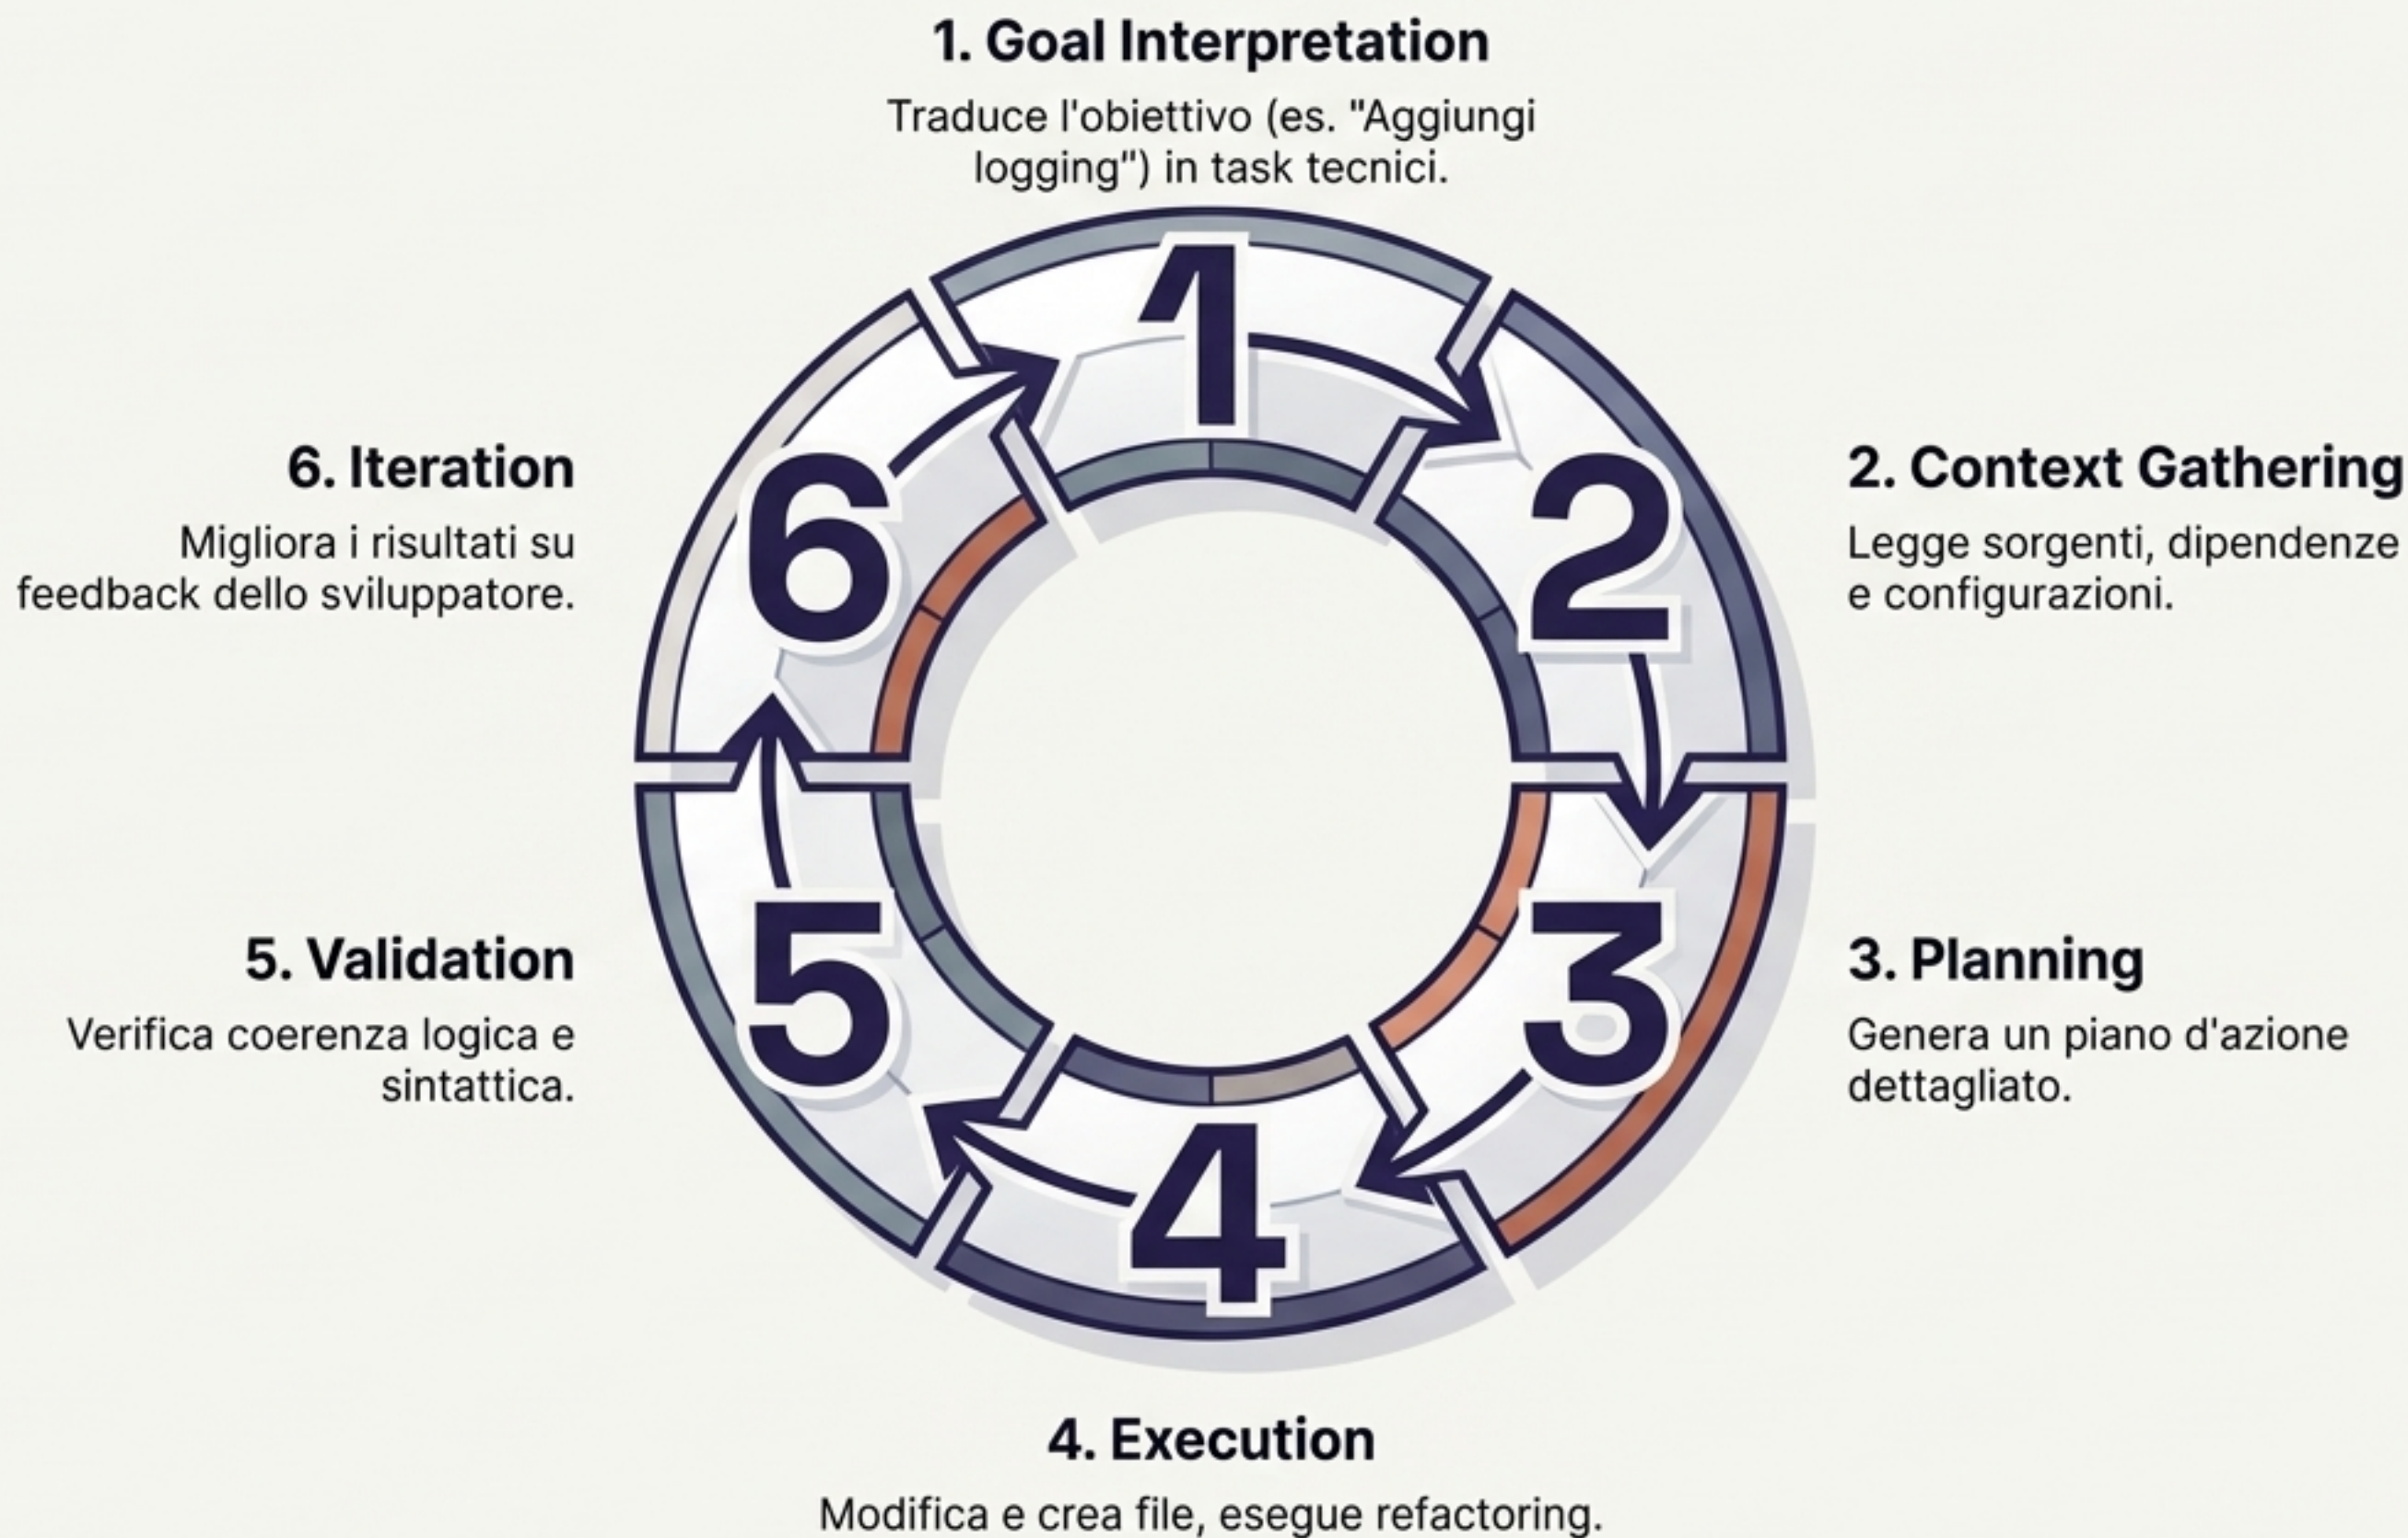 1. Goal Interpretation
Traduce l'obiettivo (es. "Aggiungi
logging") in task tecnici.
1
2
3
4
5
6
2. Context Gathering
Legge sorgenti, dipendenze
e configurazioni.
3. Planning
Genera un piano d'azione
dettagliato.
4. Execution
Modifica e crea file, esegue refactoring.
5. Validation
Verifica coerenza logica e
sintattica.
6. Iteration
Migliora i risultati su
feedback dello sviluppatore.